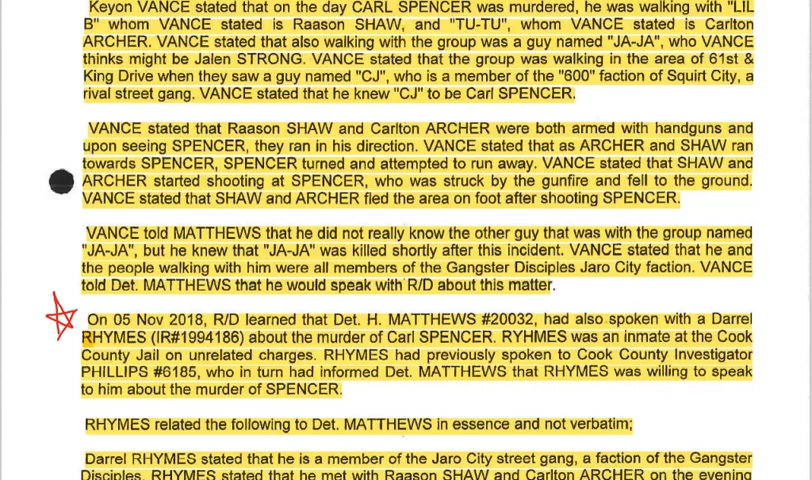 Keyon VANCE stated that on the day CARL SPENCER was murdered, he was walking with "LIL
B" whom VANCE stated is Raason SHAW, and "TU-TU", whom VANCE stated is Carlton
ARCHER. VANCE stated that also walking with the group was a guy named "JA-JA", who VANCE
thinks might be Jalen STRONG. VANCE stated that the group was walking in the area of 61st &
King Drive when they saw a guy named "CJ", who is a member of the "600" faction of Squirt City, a
rival street gang. VANCE stated that he knew "CJ" to be Carl SPENCER.
VANCE stated that Raason SHAW and Carlton ARCHER were both armed with handguns and
upon seeing SPENCER, they ran in his direction. VANCE stated that as ARCHER and SHAW ran
towards SPENCER, SPENCER turned and attempted to run away. VANCE stated that SHAW and
ARCHER started shooting at SPENCER, who was struck by the gunfire and fell to the ground.
VANCE stated that SHAW and ARCHER fled the area on foot after shooting SPENCER.
VANCE told MATTHEWS that he did not really know the other guy that was with the group named
"JA-JA", but he knew that "JA-JA" was killed shortly after this incident. VANCE stated that he and
the people walking with him were all members of the Gangster Disciples Jaro City faction. VANCE
told Det. MATTHEWS that he would speak with R/D about this matter.
On 05 Nov 2018, R/D learned that Det. H. MATTHEWS #20032, had also spoken with a Darrel
RHYMES (IR#1994186) about the murder of Carl SPENCER. RYHMES was an inmate at the Cook
County Jail on unrelated charges. RHYMES had previously spoken to Cook County Investigator
PHILLIPS #6185, who in turn had informed Det. MATTHEWS that RHYMES was willing to speak
to him about the murder of SPENCER.
RHYMES related the following to Det. MATTHEWS in essence and not verbatim;
Darrel RHYMES stated that he is a member of the Jaro City street gang, a faction of the Gangster
Disciples. RHYMES stated that he met with Raason SHAW and Carlton ARCHER on the evening